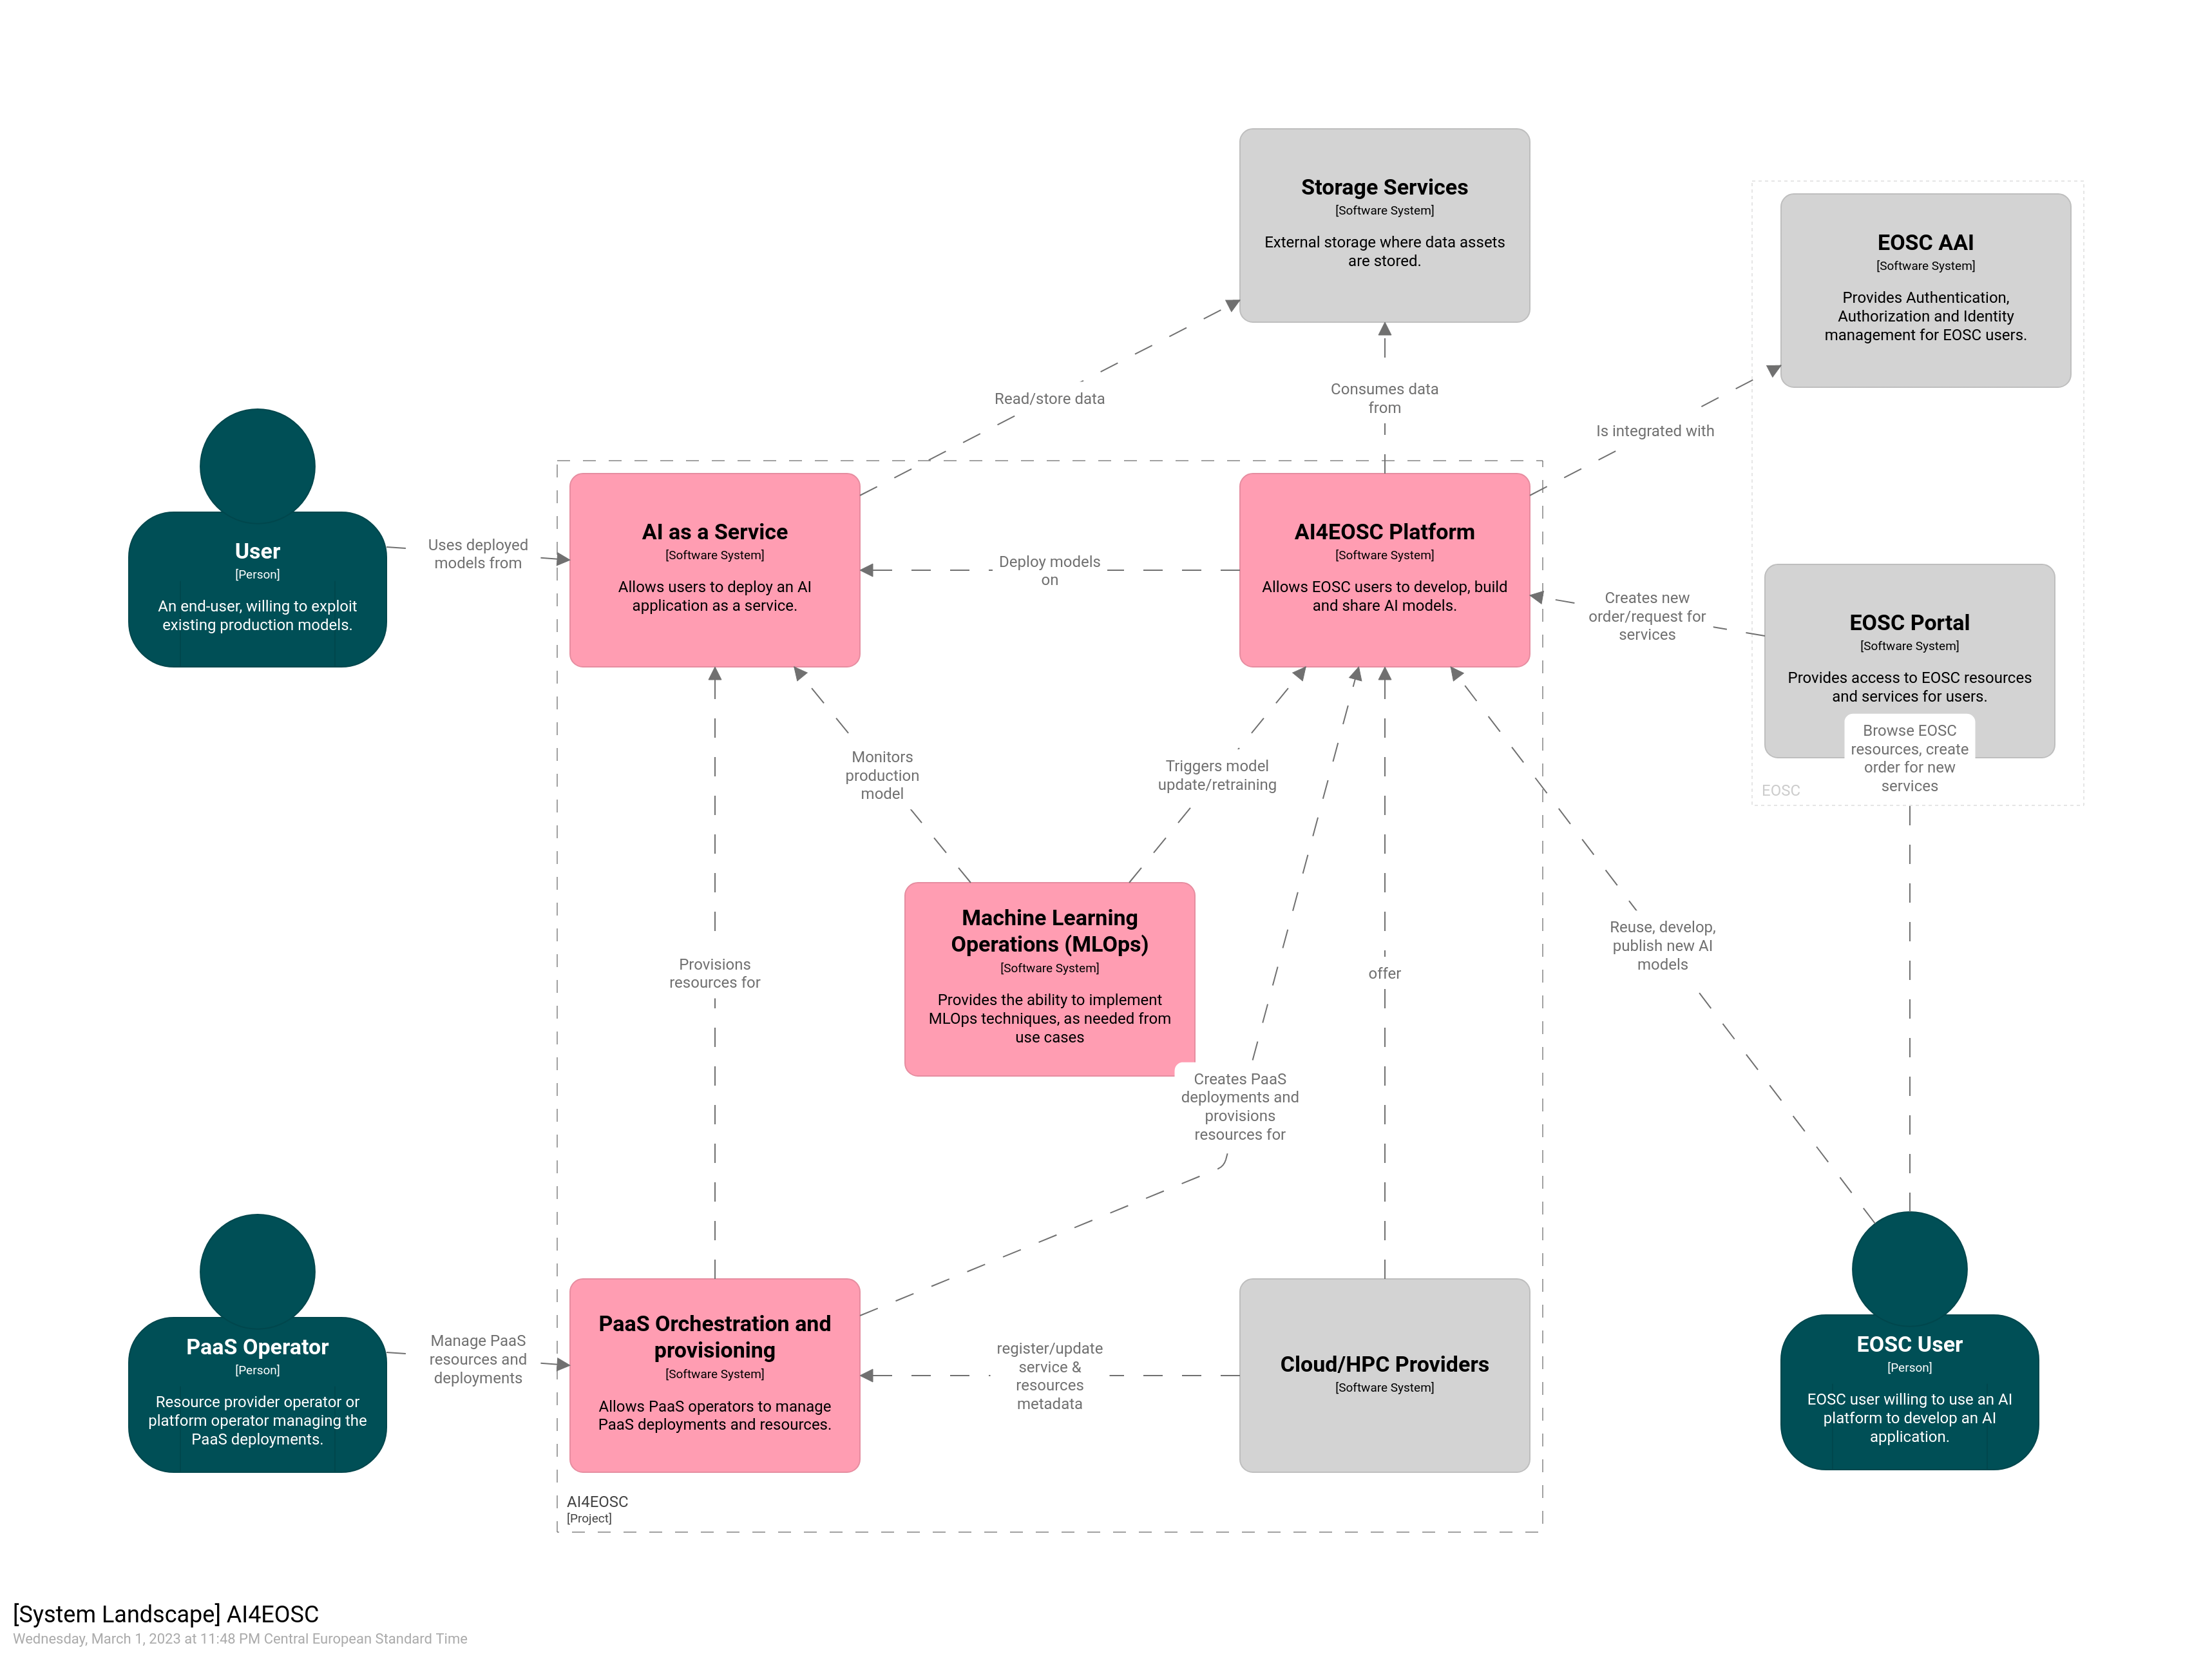 Storage Services
[Software System]
External storage where data assets
are stored.
EOSC AAI
[Software System]
Provides Authentication,
Authorization and Identity
management for EOSC users.
Read/store data
Consumes data
from
Is integrated with
User
[Person]
An end-user, willing to exploit
existing production models.
Uses deployed
models from
AI as a Service
[Software System]
Allows users to deploy an AI
application as a service.
Deploy models
on
AI4EOSC Platform
[Software System]
Allows EOSC users to develop, build
and share AI models.
Creates new
order/request for
services
EOSC Portal
[Software System]
Provides access to EOSC resources
and services for users.
Browse EOSC
resources, create
order for new
services
EOSC
Monitors
production
model
Triggers model
update/retraining
Machine Learning
Operations (MLOps)
[Software System]
Provides the ability to implement
MLOps techniques, as needed from
use cases
Provisions
resources for
offer
Reuse, develop,
publish new AI
models
Creates PaaS
deployments and
provisions
resources for
PaaS Operator
[Person]
Resource provider operator or
platform operator managing the
PaaS deployments.
Manage PaaS
resources and
deployments
PaaS Orchestration and
provisioning
[Software System]
Allows PaaS operators to manage
PaaS deployments and resources.
register/update
service &
resources
metadata
Cloud/HPC Providers
[Software System]
EOSC User
[Person]
EOSC user willing to use an AI
platform to develop an AI
application.
AI4EOSC
[Project]
[System Landscape] AI4EOSC
Wednesday, March 1, 2023 at 11:48 PM Central European Standard Time